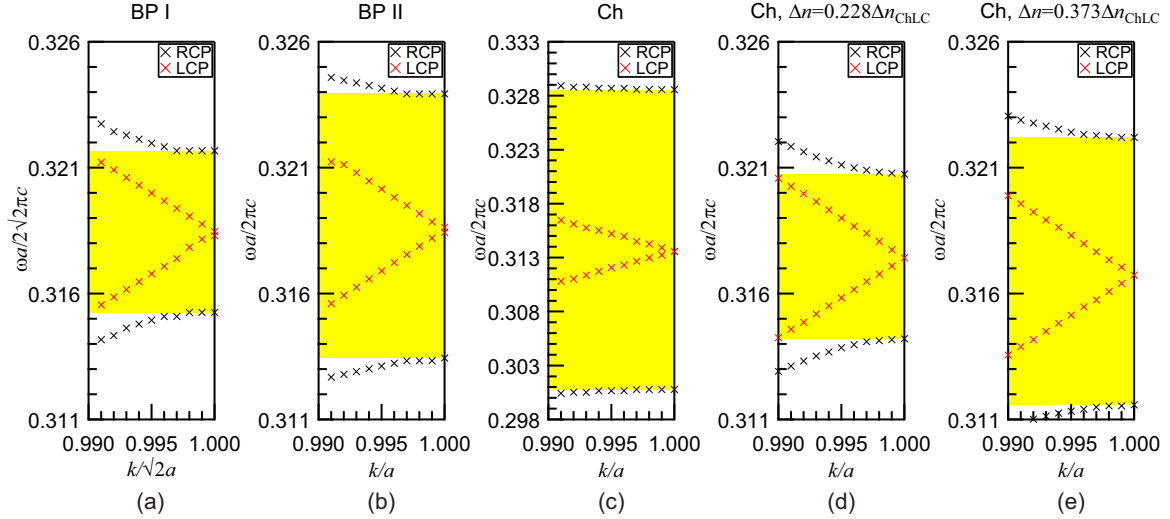 BP I
BP II
Ch
Ch, Δn=0.228Δn_ChLC
Ch, Δn=0.373Δn_ChLC
0.326
0.321
0.316
0.311
ωa/2√2πc
RCP
LCP
0.990 0.995 1.000
k/√2a
(a)
0.326
0.321
0.316
0.311
ωa/2πc
RCP
LCP
0.990 0.995 1.000
k/a
(b)
0.333
0.328
0.323
0.318
0.313
0.308
0.303
0.298
ωa/2πc
RCP
LCP
0.990 0.995 1.000
k/a
(c)
0.326
0.321
0.316
0.311
ωa/2πc
RCP
LCP
0.990 0.995 1.000
k/a
(d)
0.326
0.321
0.316
0.311
ωa/2πc
RCP
LCP
0.990 0.995 1.000
k/a
(e)